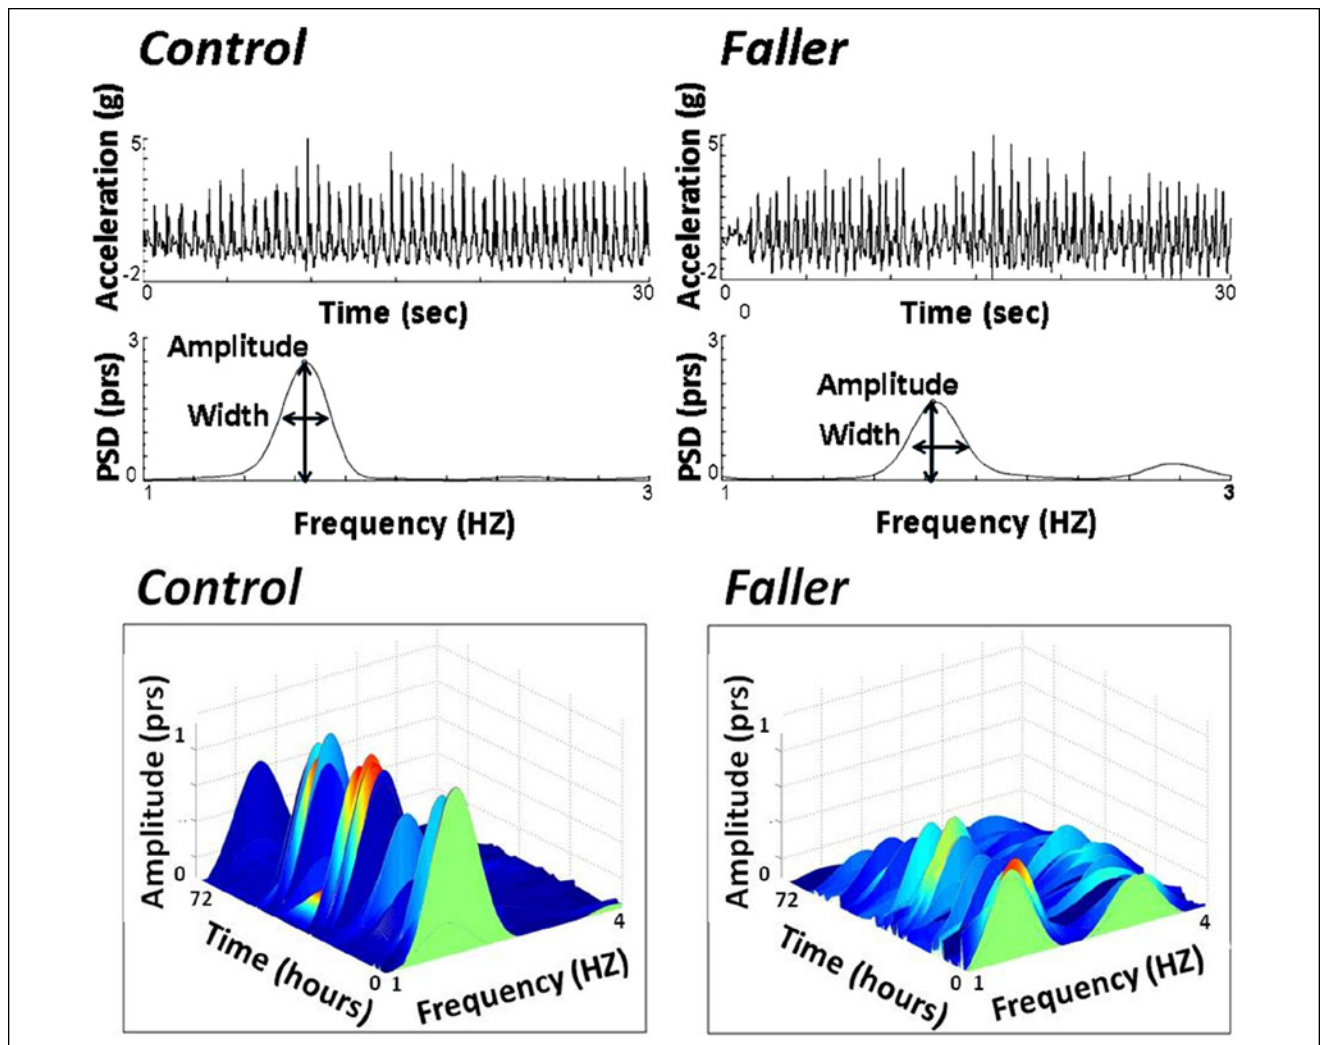 Control
Faller
Acceleration (g)
5
-2
0
30
Time (sec)
Acceleration (g)
5
-2
0
30
0
Time (sec)
PSD (prs)
3
0
Amplitude
Width
1
3
Frequency (HZ)
PSD (prs)
3
0
Amplitude
Width
1
3
Frequency (HZ)
Control
Faller
Amplitude (prs)
1
0
72
Time (hours)
0 1
4
Frequency (HZ)
Amplitude (prs)
1
0
72
Time (hours)
0 1
4
Frequency (HZ)